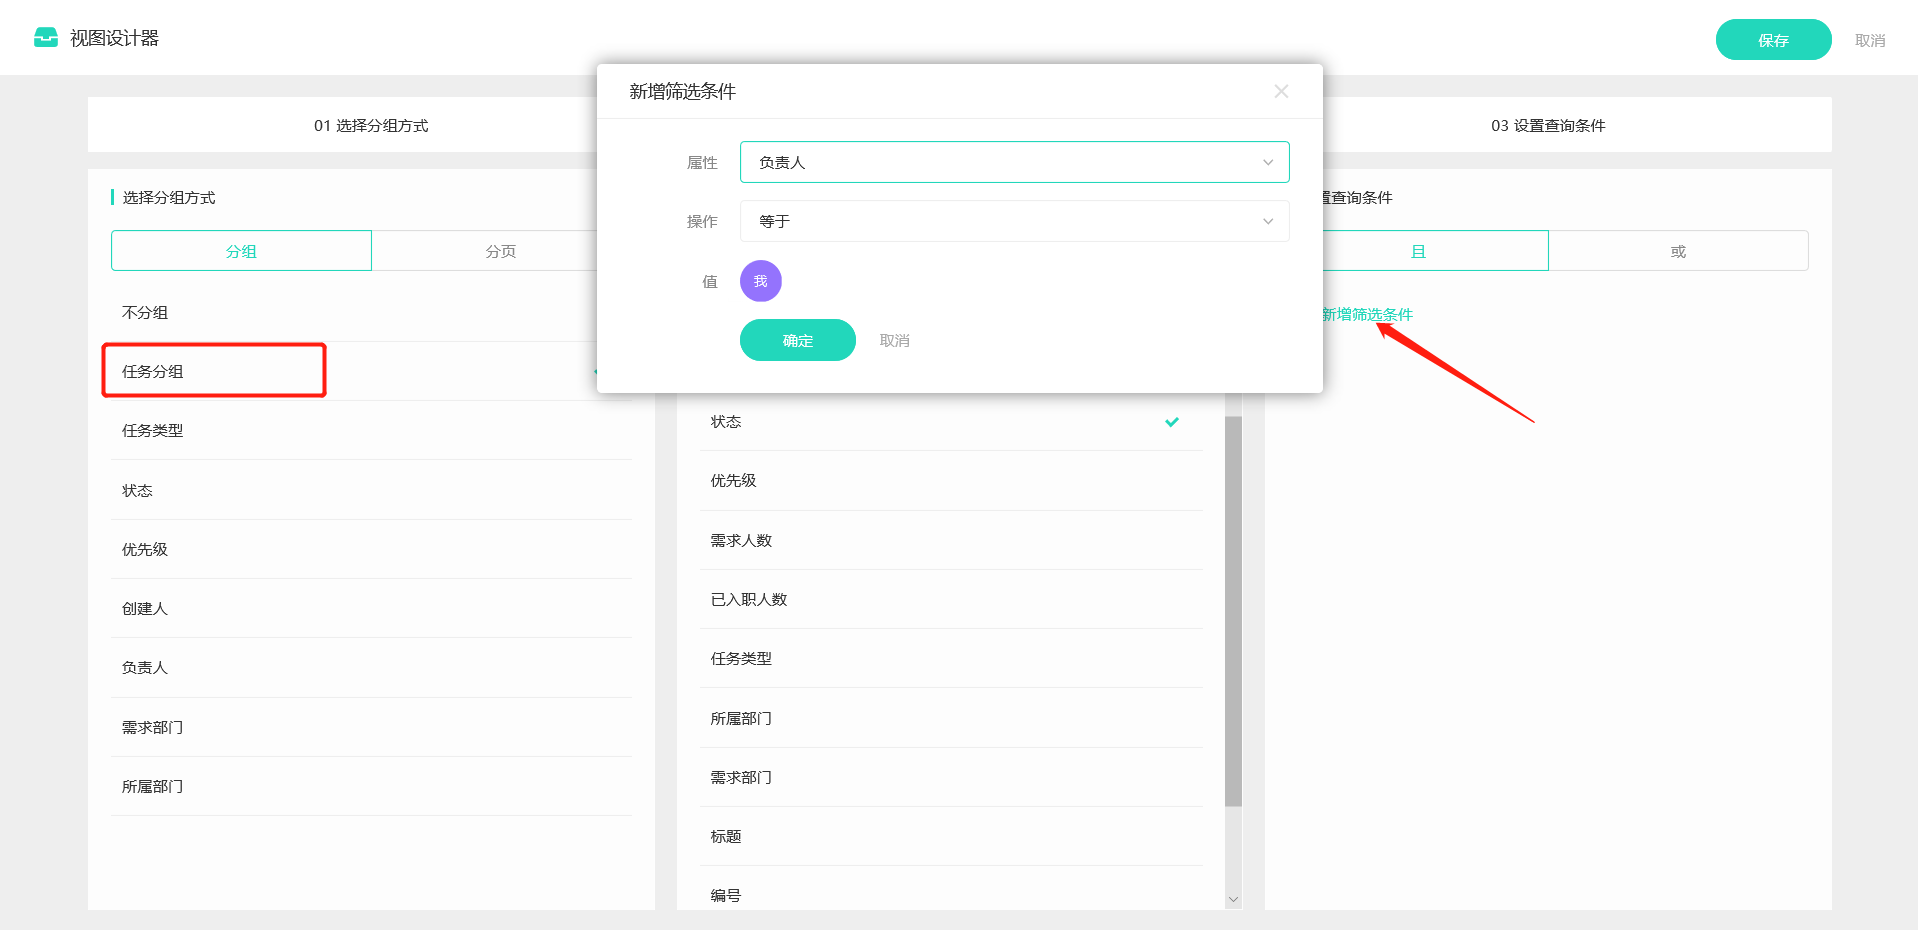 视图设计器
保存
取消
01 选择分组方式
03 设置查询条件
选择分组方式
分组
分页
不分组
任务分组
任务类型
状态
优先级
创建人
负责人
需求部门
所属部门
新增筛选条件
属性
负责人
操作
等于
值
我
确定
取消
状态
优先级
需求人数
已入职人数
任务类型
所属部门
需求部门
标题
编号
置查询条件
且
或
新增筛选条件